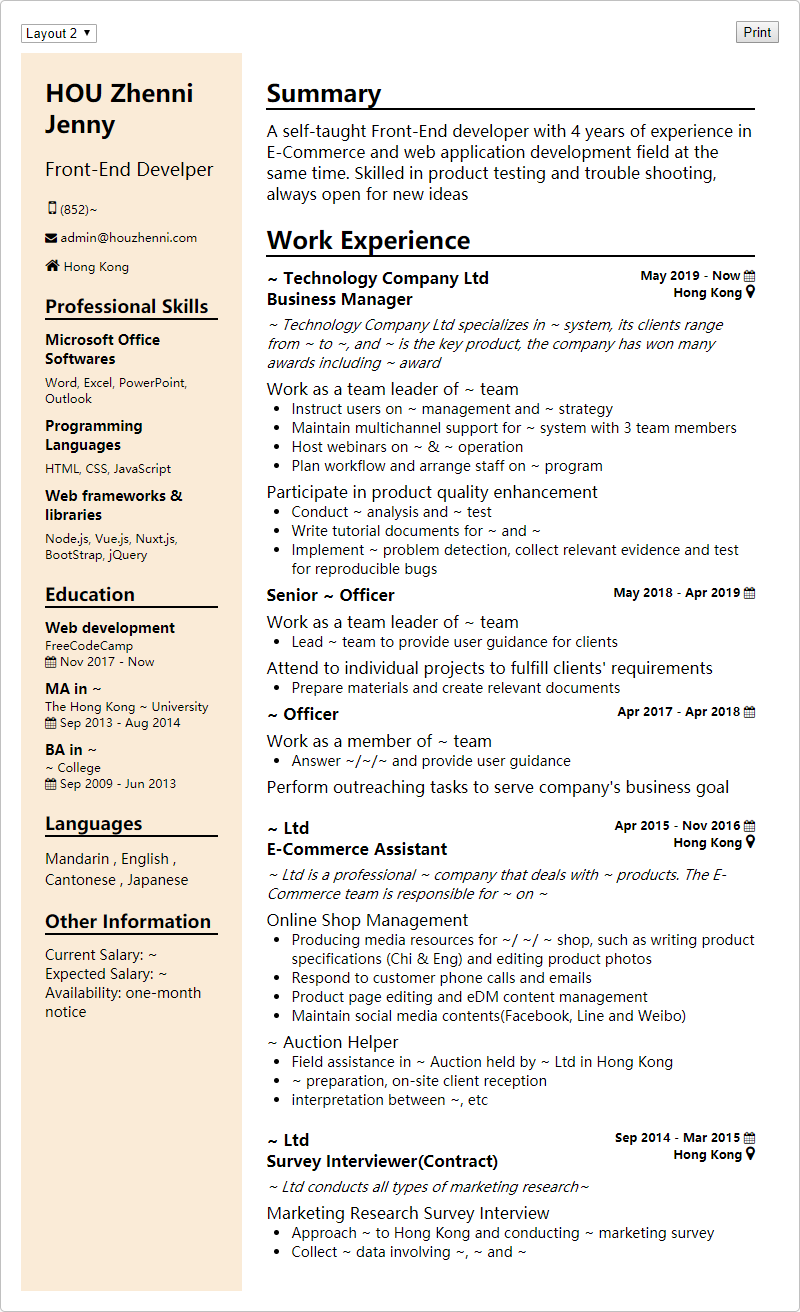 Layout 2
Print
HOU Zhenni
Jenny
Front-End Develper
(852)~
admin@houzhenni.com
Hong Kong
Professional Skills
Microsoft Office
Softwares
Word, Excel, PowerPoint,
Outlook
Programming
Languages
HTML, CSS, JavaScript
Web frameworks &
libraries
Node.js, Vue.js, Nuxt.js,
BootStrap, jQuery
Education
Web development
FreeCodeCamp
Nov 2017 - Now
MA in ~
The Hong Kong ~ University
Sep 2013 - Aug 2014
BA in ~
~ College
Sep 2009 - Jun 2013
Languages
Mandarin , English ,
Cantonese , Japanese
Other Information
Current Salary: ~
Expected Salary: ~
Availability: one-month
notice
Summary
A self-taught Front-End developer with 4 years of experience in
E-Commerce and web application development field at the
same time. Skilled in product testing and trouble shooting,
always open for new ideas
Work Experience
~ Technology Company Ltd
May 2019 - Now
Business Manager
Hong Kong
~ Technology Company Ltd specializes in ~ system, its clients range
from ~ to ~, and ~ is the key product, the company has won many
awards including ~ award
Work as a team leader of ~ team
• Instruct users on ~ management and ~ strategy
• Maintain multichannel support for ~ system with 3 team members
• Host webinars on ~ & ~ operation
• Plan workflow and arrange staff on ~ program
Participate in product quality enhancement
• Conduct ~ analysis and ~ test
• Write tutorial documents for ~ and ~
• Implement ~ problem detection, collect relevant evidence and test
for reproducible bugs
Senior ~ Officer
May 2018 - Apr 2019
Work as a team leader of ~ team
• Lead ~ team to provide user guidance for clients
Attend to individual projects to fulfill clients' requirements
• Prepare materials and create relevant documents
~ Officer
Apr 2017 - Apr 2018
Work as a member of ~ team
• Answer ~/~/~ and provide user guidance
Perform outreaching tasks to serve company's business goal
~ Ltd
Apr 2015 - Nov 2016
E-Commerce Assistant
Hong Kong
~ Ltd is a professional ~ company that deals with ~ products. The E-
Commerce team is responsible for ~ on ~
Online Shop Management
• Producing media resources for ~/ ~/ ~ shop, such as writing product
specifications (Chi & Eng) and editing product photos
• Respond to customer phone calls and emails
• Product page editing and eDM content management
• Maintain social media contents(Facebook, Line and Weibo)
~ Auction Helper
• Field assistance in ~ Auction held by ~ Ltd in Hong Kong
• ~ preparation, on-site client reception
• interpretation between ~, etc
~ Ltd
Sep 2014 - Mar 2015
Survey Interviewer(Contract)
Hong Kong
~ Ltd conducts all types of marketing research~
Marketing Research Survey Interview
• Approach ~ to Hong Kong and conducting ~ marketing survey
• Collect ~ data involving ~, ~ and ~